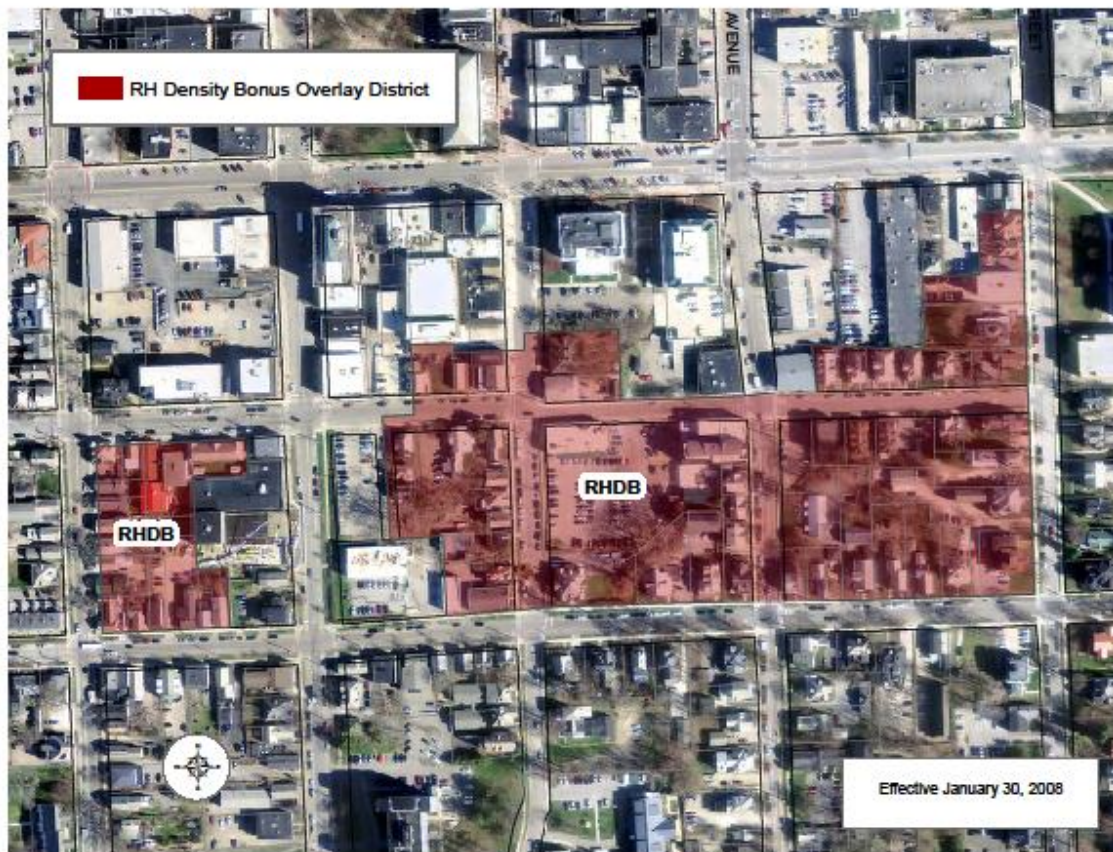 RH Density Bonus Overlay District
AVENUE
RHDB
RHDB
Effective January 30, 2008